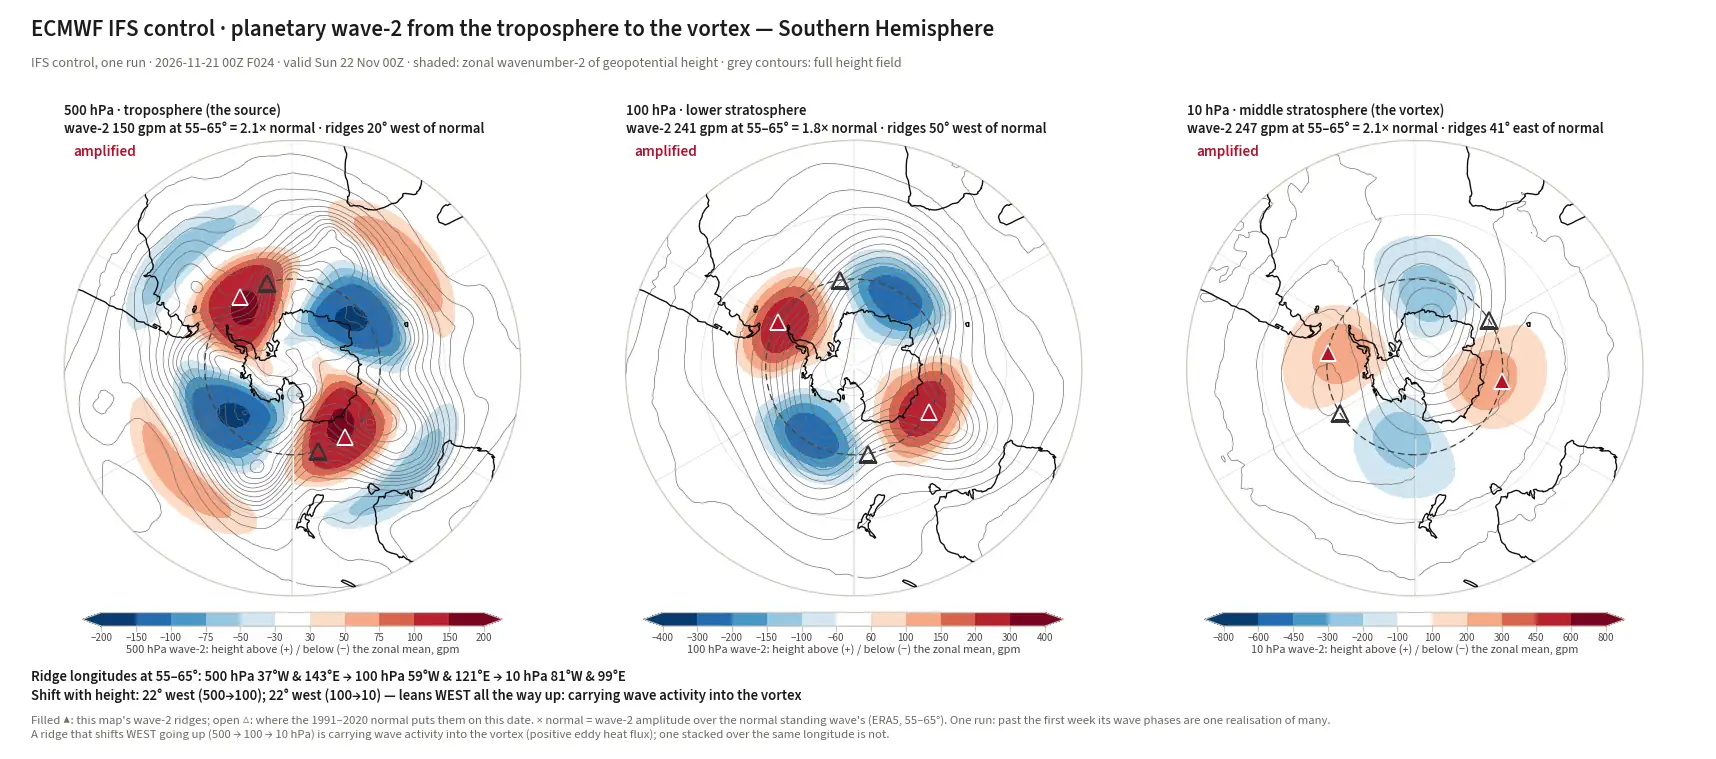 ECMWF IFS control · planetary wave-2 from the troposphere to the vortex — Southern Hemisphere
IFS control, one run · 2026-11-21 00Z F024 · valid Sun 22 Nov 00Z · shaded: zonal wavenumber-2 of geopotential height · grey contours: full height field
500 hPa · troposphere (the source)
wave-2 150 gpm at 55–65° = 2.1× normal · ridges 20° west of normal
amplified
100 hPa · lower stratosphere
wave-2 241 gpm at 55–65° = 1.8× normal · ridges 50° west of normal
amplified
10 hPa · middle stratosphere (the vortex)
wave-2 247 gpm at 55–65° = 2.1× normal · ridges 41° east of normal
amplified
−200 −150 −100 −75 −50 −30 30 50 75 100 150 200
500 hPa wave-2: height above (+) / below (−) the zonal mean, gpm
−400 −300 −200 −150 −100 −60 60 100 150 200 300 400
100 hPa wave-2: height above (+) / below (−) the zonal mean, gpm
−800 −600 −450 −300 −200 −100 100 200 300 450 600 800
10 hPa wave-2: height above (+) / below (−) the zonal mean, gpm
Ridge longitudes at 55–65°: 500 hPa 37°W & 143°E → 100 hPa 59°W & 121°E → 10 hPa 81°W & 99°E
Shift with height: 22° west (500→100); 22° west (100→10) — leans WEST all the way up: carrying wave activity into the vortex
Filled ▲: this map's wave-2 ridges; open △: where the 1991–2020 normal puts them on this date. × normal = wave-2 amplitude over the normal standing wave's (ERA5, 55–65°). One run: past the first week its wave phases are one realisation of many.
A ridge that shifts WEST going up (500 → 100 → 10 hPa) is carrying wave activity into the vortex (positive eddy heat flux); one stacked over the same longitude is not.